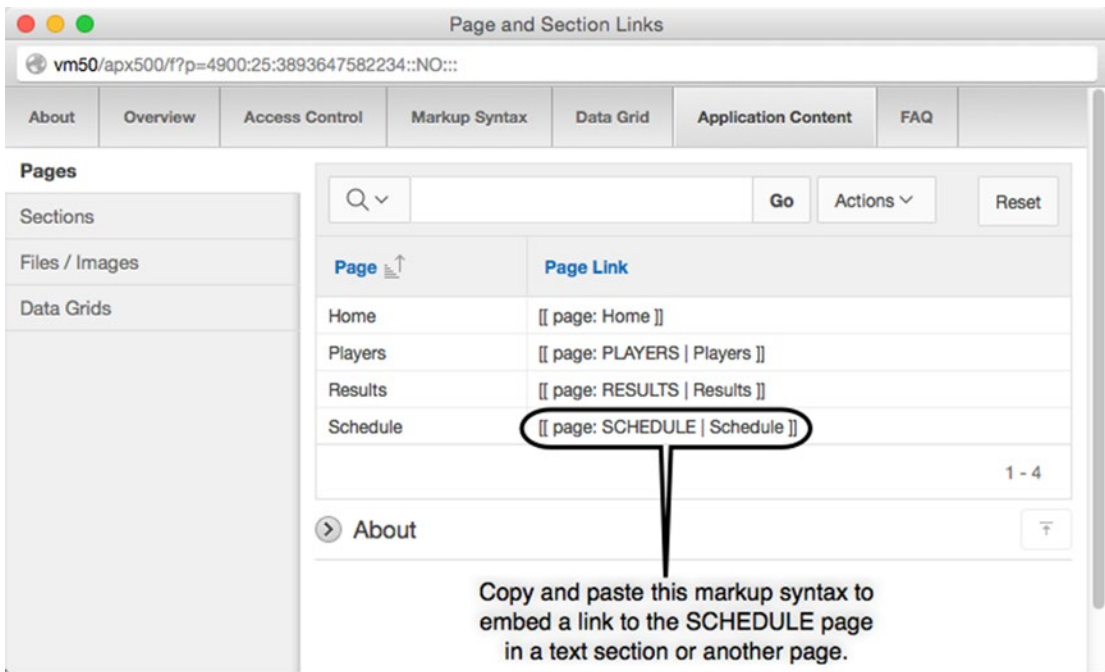 Page and Section Links
vm50/apx500/f?p=4900:25:3893647582234::NO:::
About Overview Access Control Markup Syntax Data Grid Application Content FAQ
Pages
Sections
Files / Images
Data Grids
Go Actions Reset
Page Page Link
Home [[ page: Home ]]
Players [[ page: PLAYERS | Players ]]
Results [[ page: RESULTS | Results ]]
Schedule [[ page: SCHEDULE | Schedule ]]
1 - 4
About
Copy and paste this markup syntax to
embed a link to the SCHEDULE page
in a text section or another page.